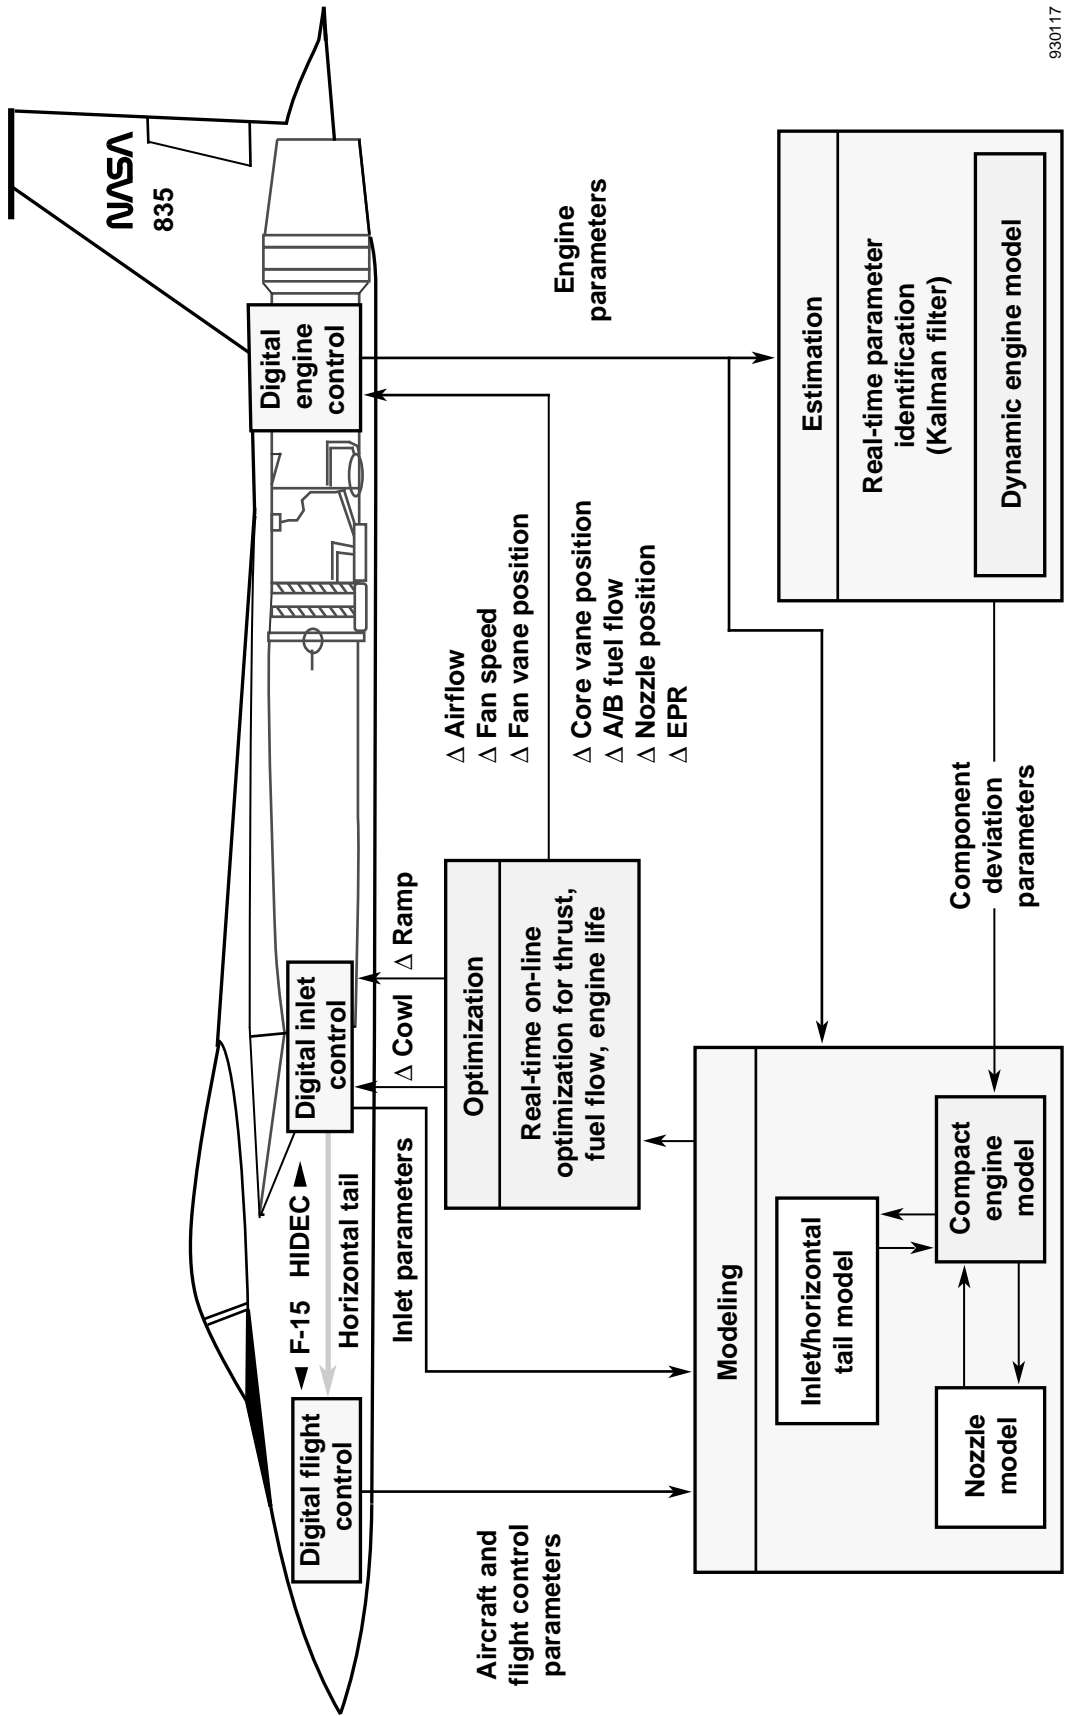 NASA
835
Digital flight
control
◄ F-15 HIDEC ►
Horizontal tail
Digital inlet
control
Digital
engine
control
Inlet parameters
Δ Cowl
Δ Ramp
Aircraft and
flight control
parameters
Optimization
Real-time on-line
optimization for thrust,
fuel flow, engine life
Δ Airflow
Δ Fan speed
Δ Fan vane position
Δ Core vane position
Δ A/B fuel flow
Δ Nozzle position
Δ EPR
Engine
parameters
Modeling
Inlet/horizontal
tail model
Nozzle
model
Compact
engine
model
Component
deviation
parameters
Estimation
Real-time parameter
identification
(Kalman filter)
Dynamic engine model
930117